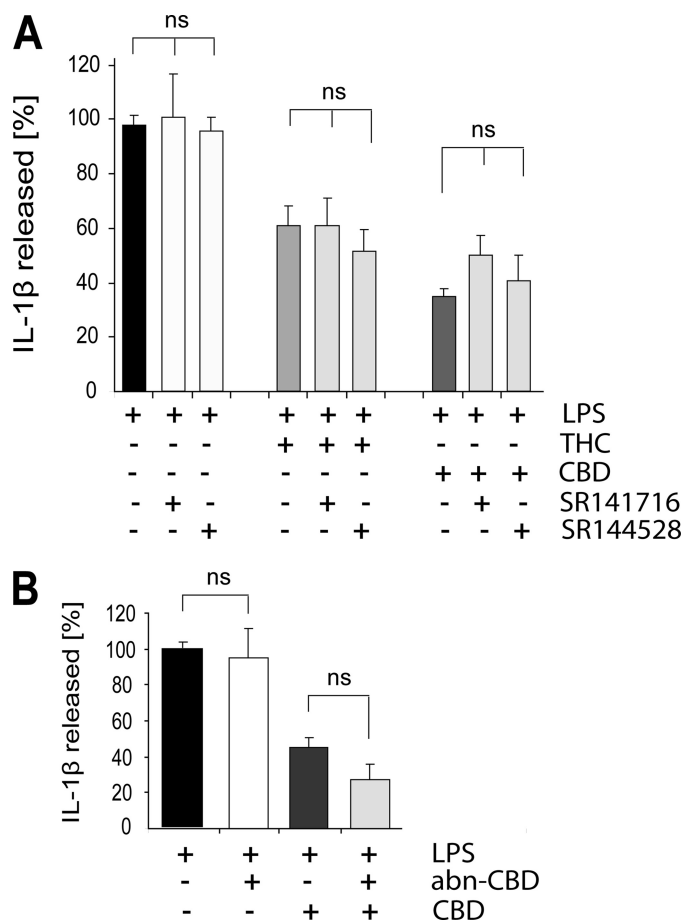 A
ns
ns
ns
IL-1β released [%]
120
100
80
60
40
20
0
+ + + + + + + + + LPS
- - - + + + - - - THC
- - - - - - + + + CBD
- + - - + - - + - SR141716
- - + - - + - - + SR144528
B
ns
ns
IL-1β released [%]
120
100
80
60
40
20
0
+ + + + LPS
- + - + abn-CBD
- - + + CBD